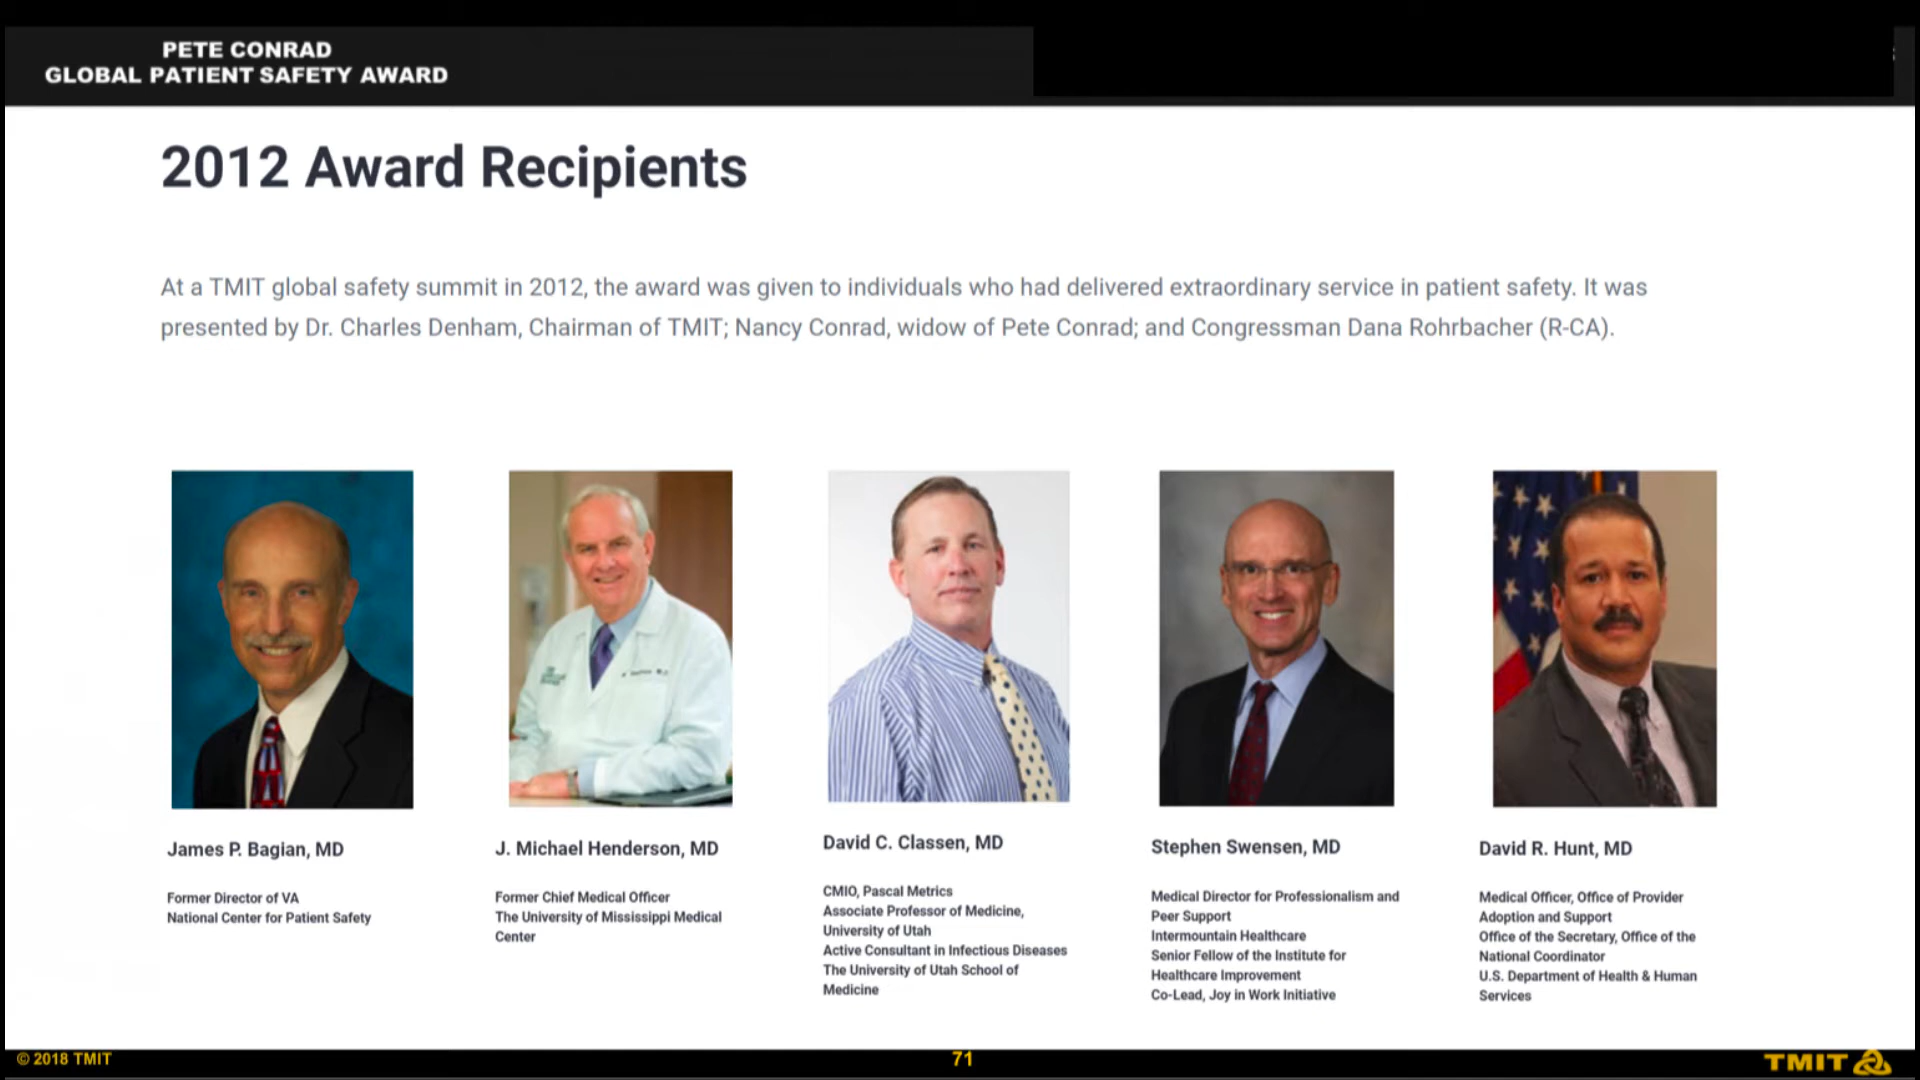 PETE CONRAD
GLOBAL PATIENT SAFETY AWARD
2012 Award Recipients
At a TMIT global safety summit in 2012, the award was given to individuals who had delivered extraordinary service in patient safety. It was
presented by Dr. Charles Denham, Chairman of TMIT; Nancy Conrad, widow of Pete Conrad; and Congressman Dana Rohrbacher (R-CA).
James P. Bagian, MD
Former Director of VA
National Center for Patient Safety
J. Michael Henderson, MD
Former Chief Medical Officer
The University of Mississippi Medical
Center
David C. Classen, MD
CMIO, Pascal Metrics
Associate Professor of Medicine,
University of Utah
Active Consultant in Infectious Diseases
The University of Utah School of
Medicine
Stephen Swensen, MD
Medical Director for Professionalism and
Peer Support
Intermountain Healthcare
Senior Fellow of the Institute for
Healthcare Improvement
Co-Lead, Joy in Work Initiative
David R. Hunt, MD
Medical Officer, Office of Provider
Adoption and Support
Office of the Secretary, Office of the
National Coordinator
U.S. Department of Health & Human
Services
© 2018 TMIT
71
TMIT